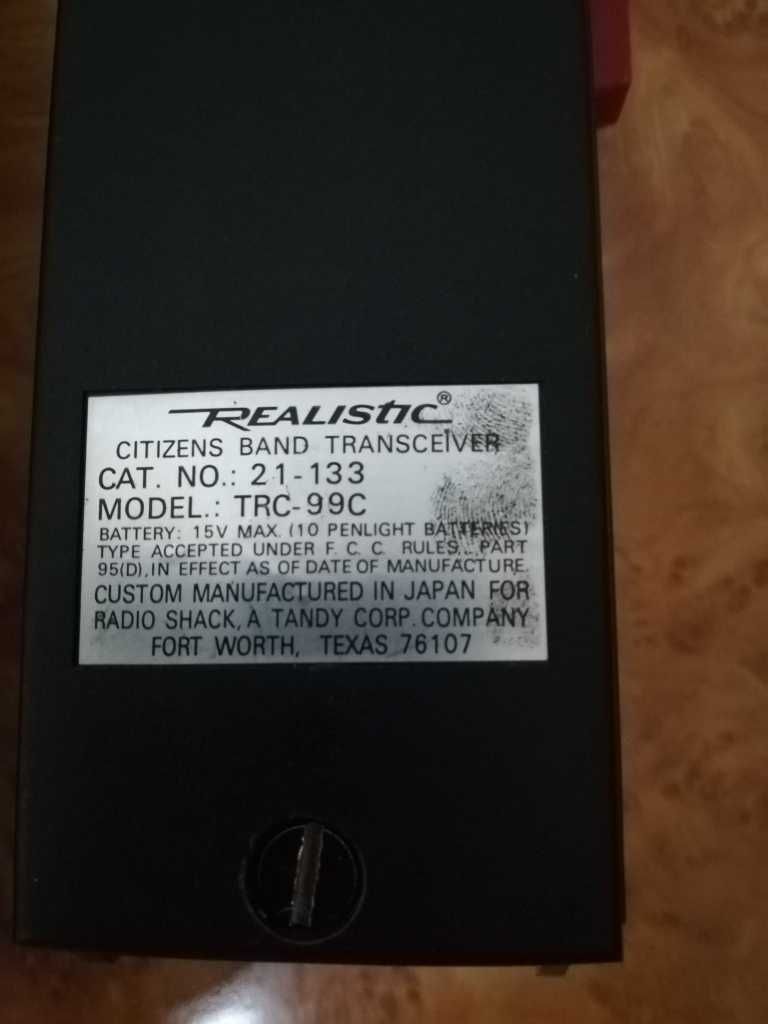 REALISTIC®
CITIZENS BAND TRANSCEIVER
CAT. NO.: 21-133
MODEL.: TRC-99C
BATTERY: 15V MAX. (10 PENLIGHT BATTERIES)
TYPE ACCEPTED UNDER F. C. C. RULES, PART
95(D), IN EFFECT AS OF DATE OF MANUFACTURE.
CUSTOM MANUFACTURED IN JAPAN FOR
RADIO SHACK, A TANDY CORP. COMPANY
FORT WORTH, TEXAS 76107